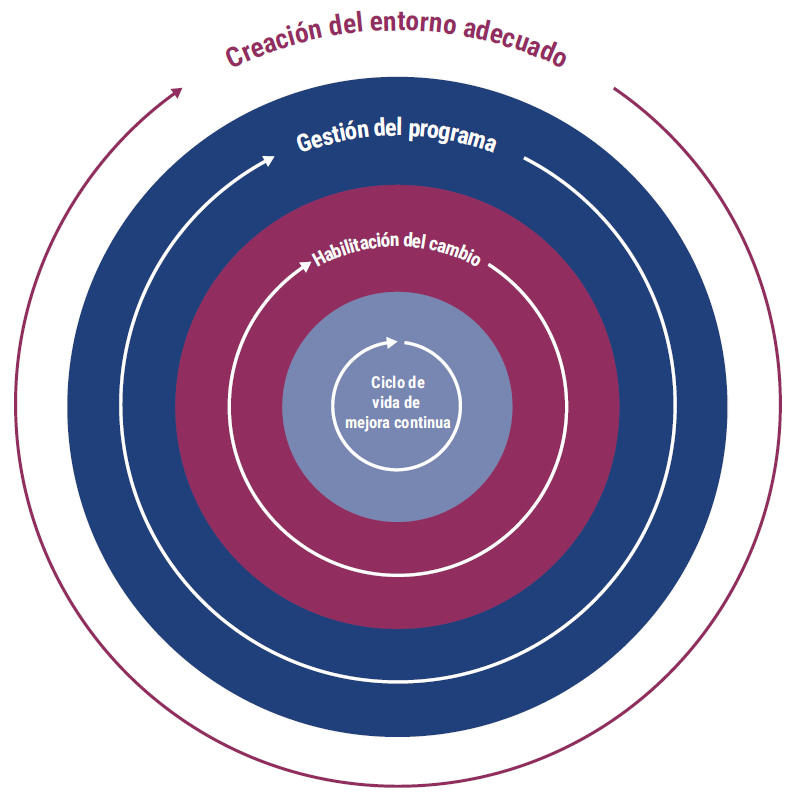 Creación del entorno adecuado
Gestión del programa
Habilitación del cambio
Ciclo de
vida de
mejora continua